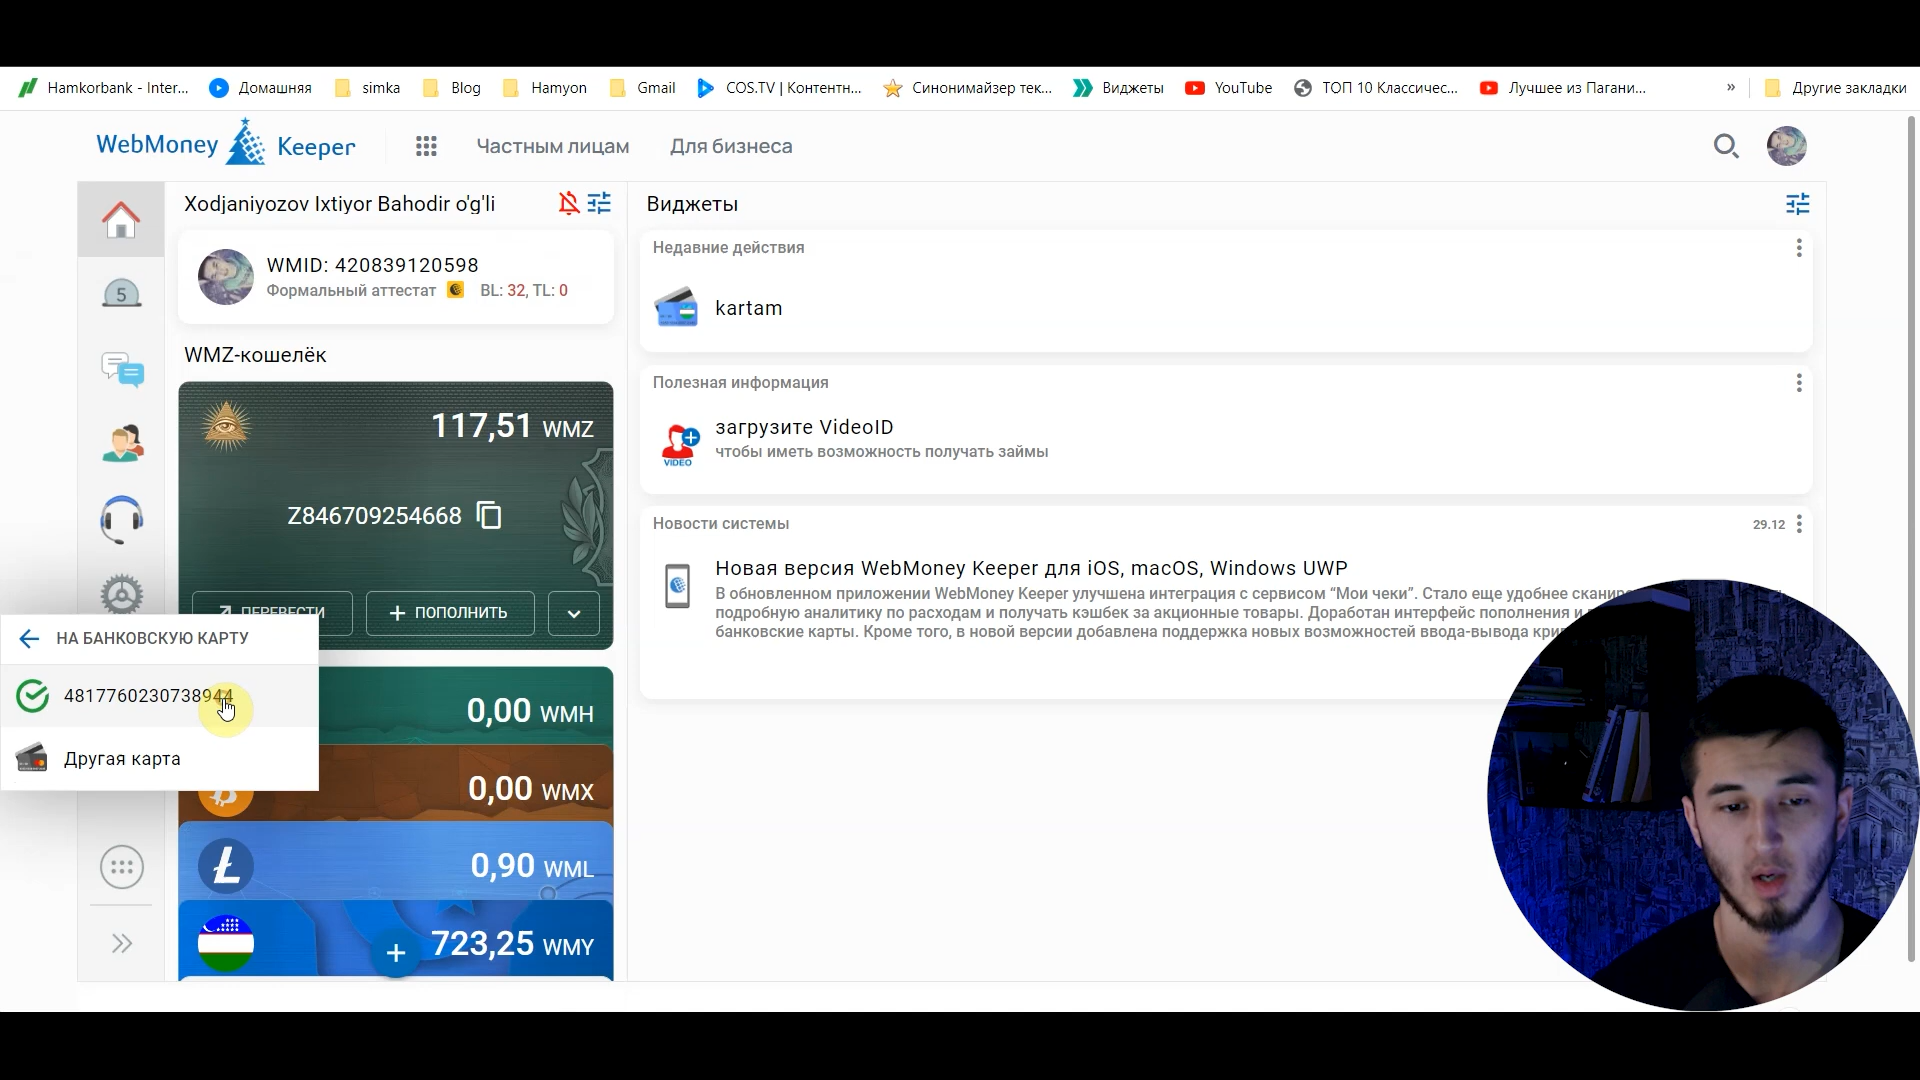 Hamkorbank - Inter...
Домашняя
simka
Blog
Hamyon
Gmail
COS.TV | Контентн...
Синонимайзер тек...
Виджеты
YouTube
ТОП 10 Классичес...
Лучшее из Пагани...
»
Другие закладки
WebMoney Keeper
Частным лицам
Для бизнеса
Xodjaniyozov Ixtiyor Bahodir o'g'li
5
WMID: 420839120598
Формальный аттестат BL: 32, TL: 0
WMZ-кошелёк
117,51 WMZ
Z846709254668
ПЕРЕВЕСТИ
+ ПОПОЛНИТЬ
НА БАНКОВСКУЮ КАРТУ
4817760230738944
Другая карта
0,00 WMH
0,00 WMX
0,90 WML
+ 723,25 WMY
Виджеты
Недавние действия
kartam
Полезная информация
VIDEO
загрузите VideoID
чтобы иметь возможность получать займы
Новости системы
29.12
Новая версия WebMoney Keeper для iOS, macOS, Windows UWP
В обновленном приложении WebMoney Keeper улучшена интеграция с сервисом “Мои чеки”. Стало еще удобнее
подробную аналитику по расходам и получать кэшбек за акционные товары. Доработан интерфейс пополнения и
банковские карты. Кроме того, в новой версии добавлена поддержка новых возможностей ввода-вывода